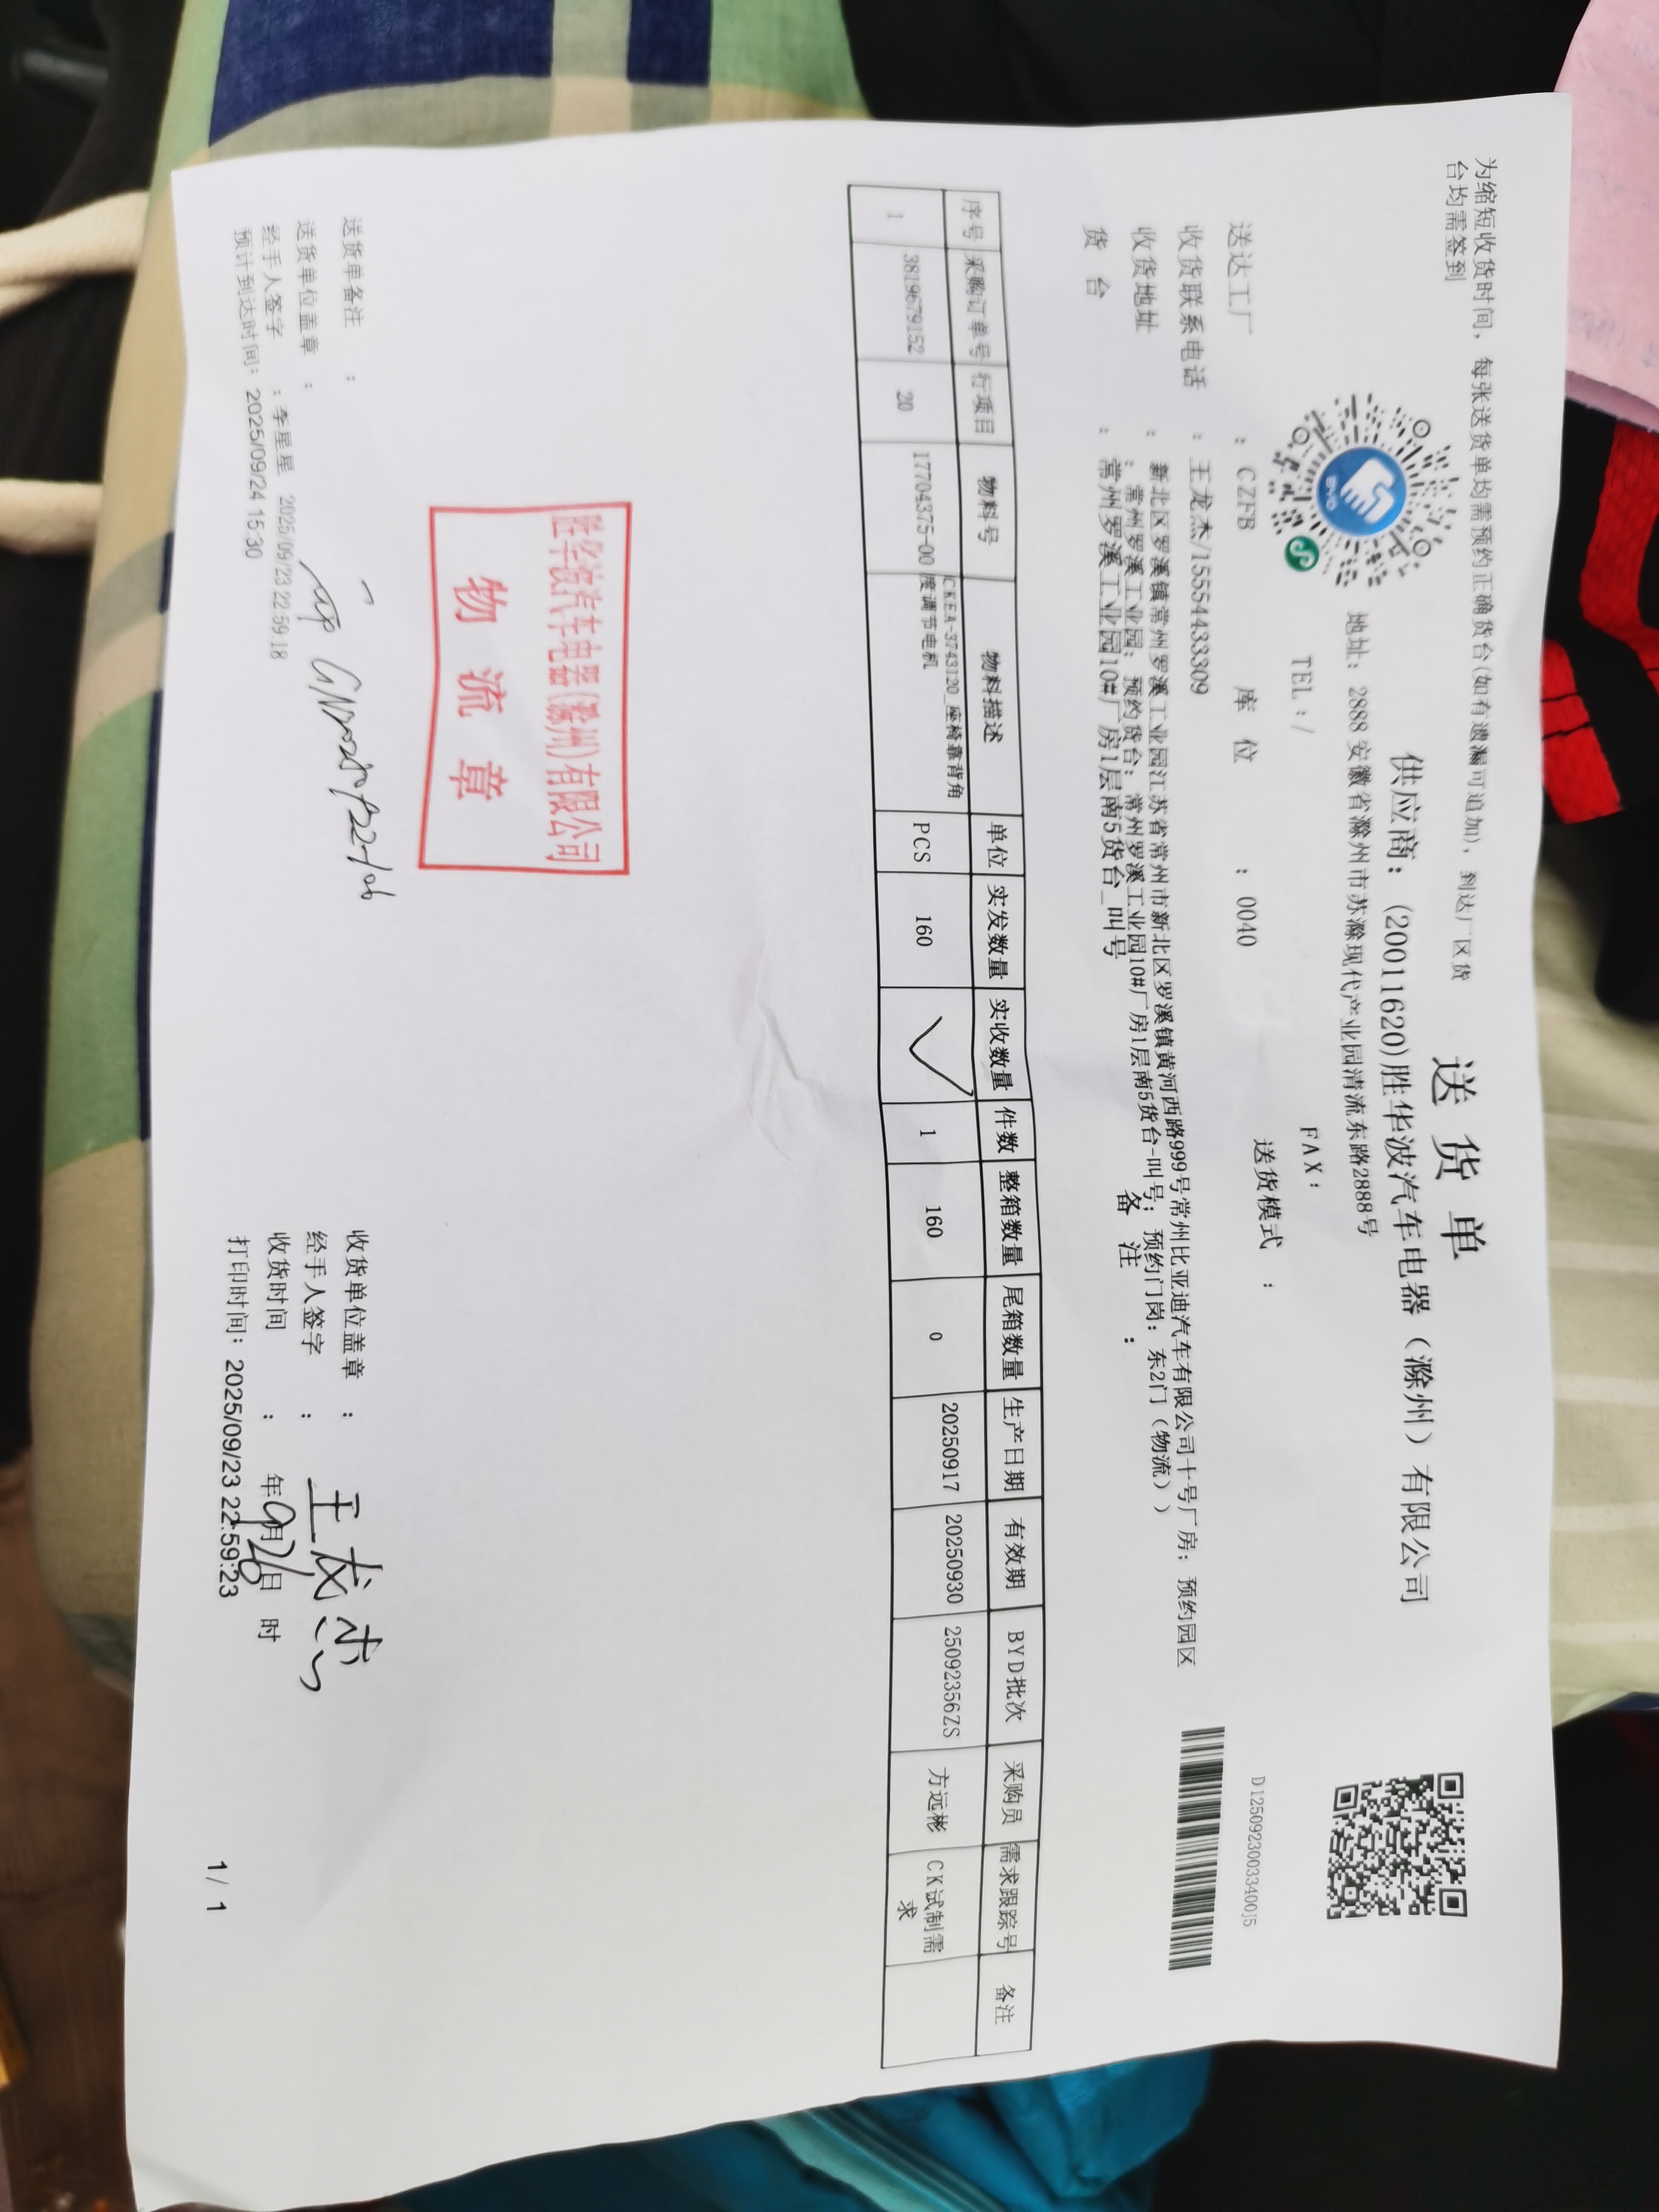 为缩短收货时间，每张送货单均需预约正确货台(如有遗漏可追加)，到达厂区货
台均需签到
送 货 单
供应商：(20011620)胜华波汽车电器（滁州）有限公司
地址：2888 安徽省滁州市苏滁现代产业园清流东路2888号
TEL：/
FAX：
D12509230033400J5
送达工厂 ：CZFB
库 位 ：0040
送货模式 ：
收货联系电话 ：王龙杰/15554433309
收货地址 ：新北区罗溪镇常州罗溪工业园江苏省常州市新北区罗溪镇黄河西路999号常州比亚迪汽车有限公司十号厂房；预约园区
：常州罗溪工业园；预约货台：常州罗溪工业园10#厂房1层南5货台-叫号；预约门岗：东2门（物流））
货 台 ：常州罗溪工业园10#厂房1层南5货台_叫号
备 注 ：
序号 采购订单号 行项目 物料号 物料描述 单位 实发数量 实收数量 件数 整箱数量 尾箱数量 生产日期 有效期 BYD批次 采购员 需求跟踪号 备注
1 3819679152 20 17704375-00 CKEA-3743120_座椅靠背角度调节电机 PCS 160 ✓ 1 160 0 20250917 20250930 25092356ZS 方远彬 CK试制需求
胜华波汽车电器(滁州)有限公司
物 流 章
送货单备注 ：
送货单位盖章 ：
经手人签字 ：李星星 2025/09/23 22:59:18
预计到达时间：2025/09/24 15:30
收货单位盖章 ：
经手人签字 ：
收货时间 ： 年9月26日 时
打印时间：2025/09/23 22:59:23
1/ 1